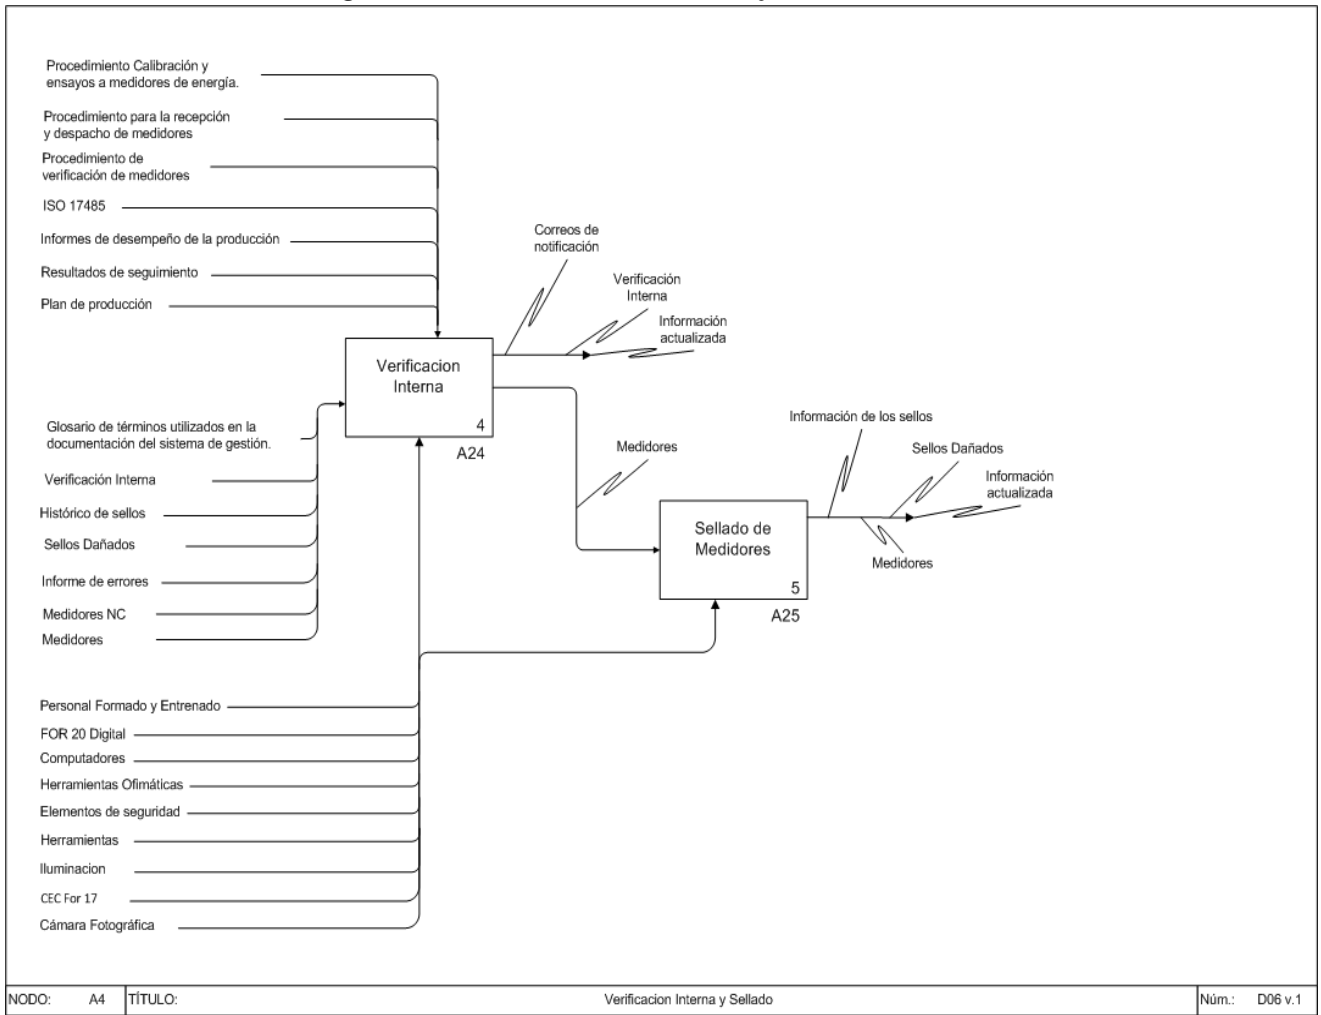 Procedimiento Calibración y
ensayos a medidores de energía.
Procedimiento para la recepción
y despacho de medidores
Procedimiento de
verificación de medidores
ISO 17485
Informes de desempeño de la producción
Resultados de seguimiento
Plan de producción
Correos de
notificación
Verificación
Interna
Información
actualizada
Verificacion
Interna
4
A24
Glosario de términos utilizados en la
documentación del sistema de gestión.
Verificación Interna
Histórico de sellos
Sellos Dañados
Informe de errores
Medidores NC
Medidores
Medidores
Información de los sellos
Sellos Dañados
Información
actualizada
Medidores
Sellado de
Medidores
5
A25
Personal Formado y Entrenado
FOR 20 Digital
Computadores
Herramientas Ofimáticas
Elementos de seguridad
Herramientas
Iluminacion
CEC For 17
Cámara Fotográfica
NODO: A4 TÍTULO: Verificacion Interna y Sellado Núm.: D06 v.1